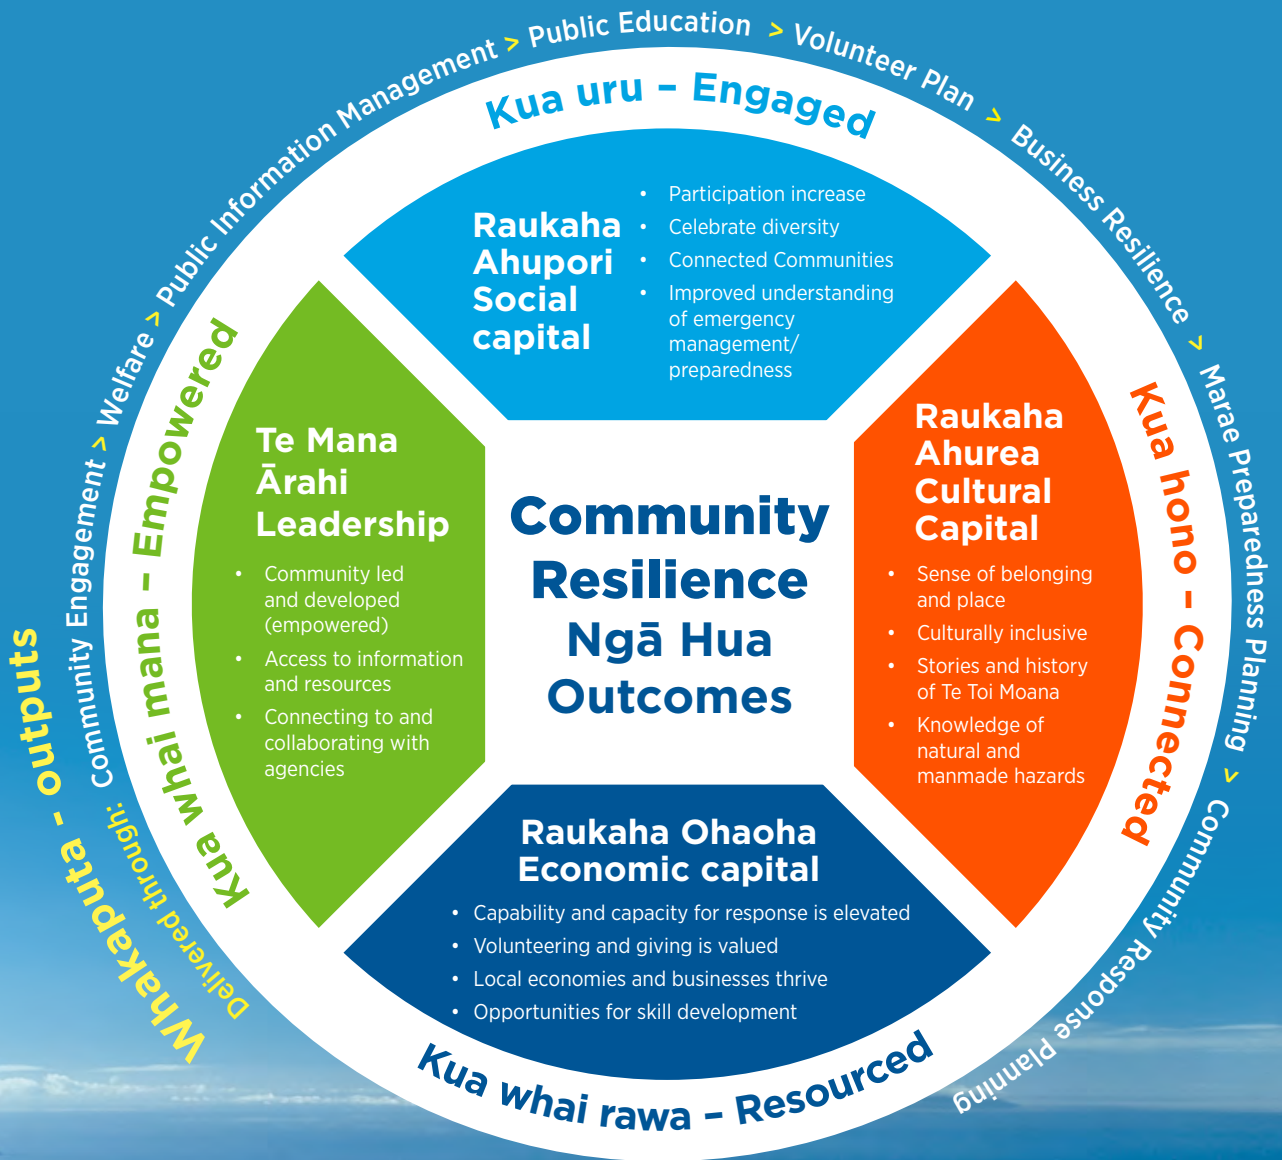 Whakaputa - outputs
Delivered through: Community Engagement > Welfare > Public Information Management > Public Education > Volunteer Plan > Business Resilience > Marae Preparedness Planning > Community Response Planning
Kua uru – Engaged
Raukaha
Ahupori
Social
capital
• Participation increase
• Celebrate diversity
• Connected Communities
• Improved understanding
of emergency
management/
preparedness
Kua hono – Connected
Raukaha
Ahurea
Cultural
Capital
• Sense of belonging
and place
• Culturally inclusive
• Stories and history
of Te Toi Moana
• Knowledge of
natural and
manmade hazards
Kua whai rawa – Resourced
Raukaha Ohaoha
Economic capital
• Capability and capacity for response is elevated
• Volunteering and giving is valued
• Local economies and businesses thrive
• Opportunities for skill development
Kua whai mana – Empowered
Te Mana
Ārahi
Leadership
• Community led
and developed
(empowered)
• Access to information
and resources
• Connecting to and
collaborating with
agencies
Community
Resilience
Ngā Hua
Outcomes